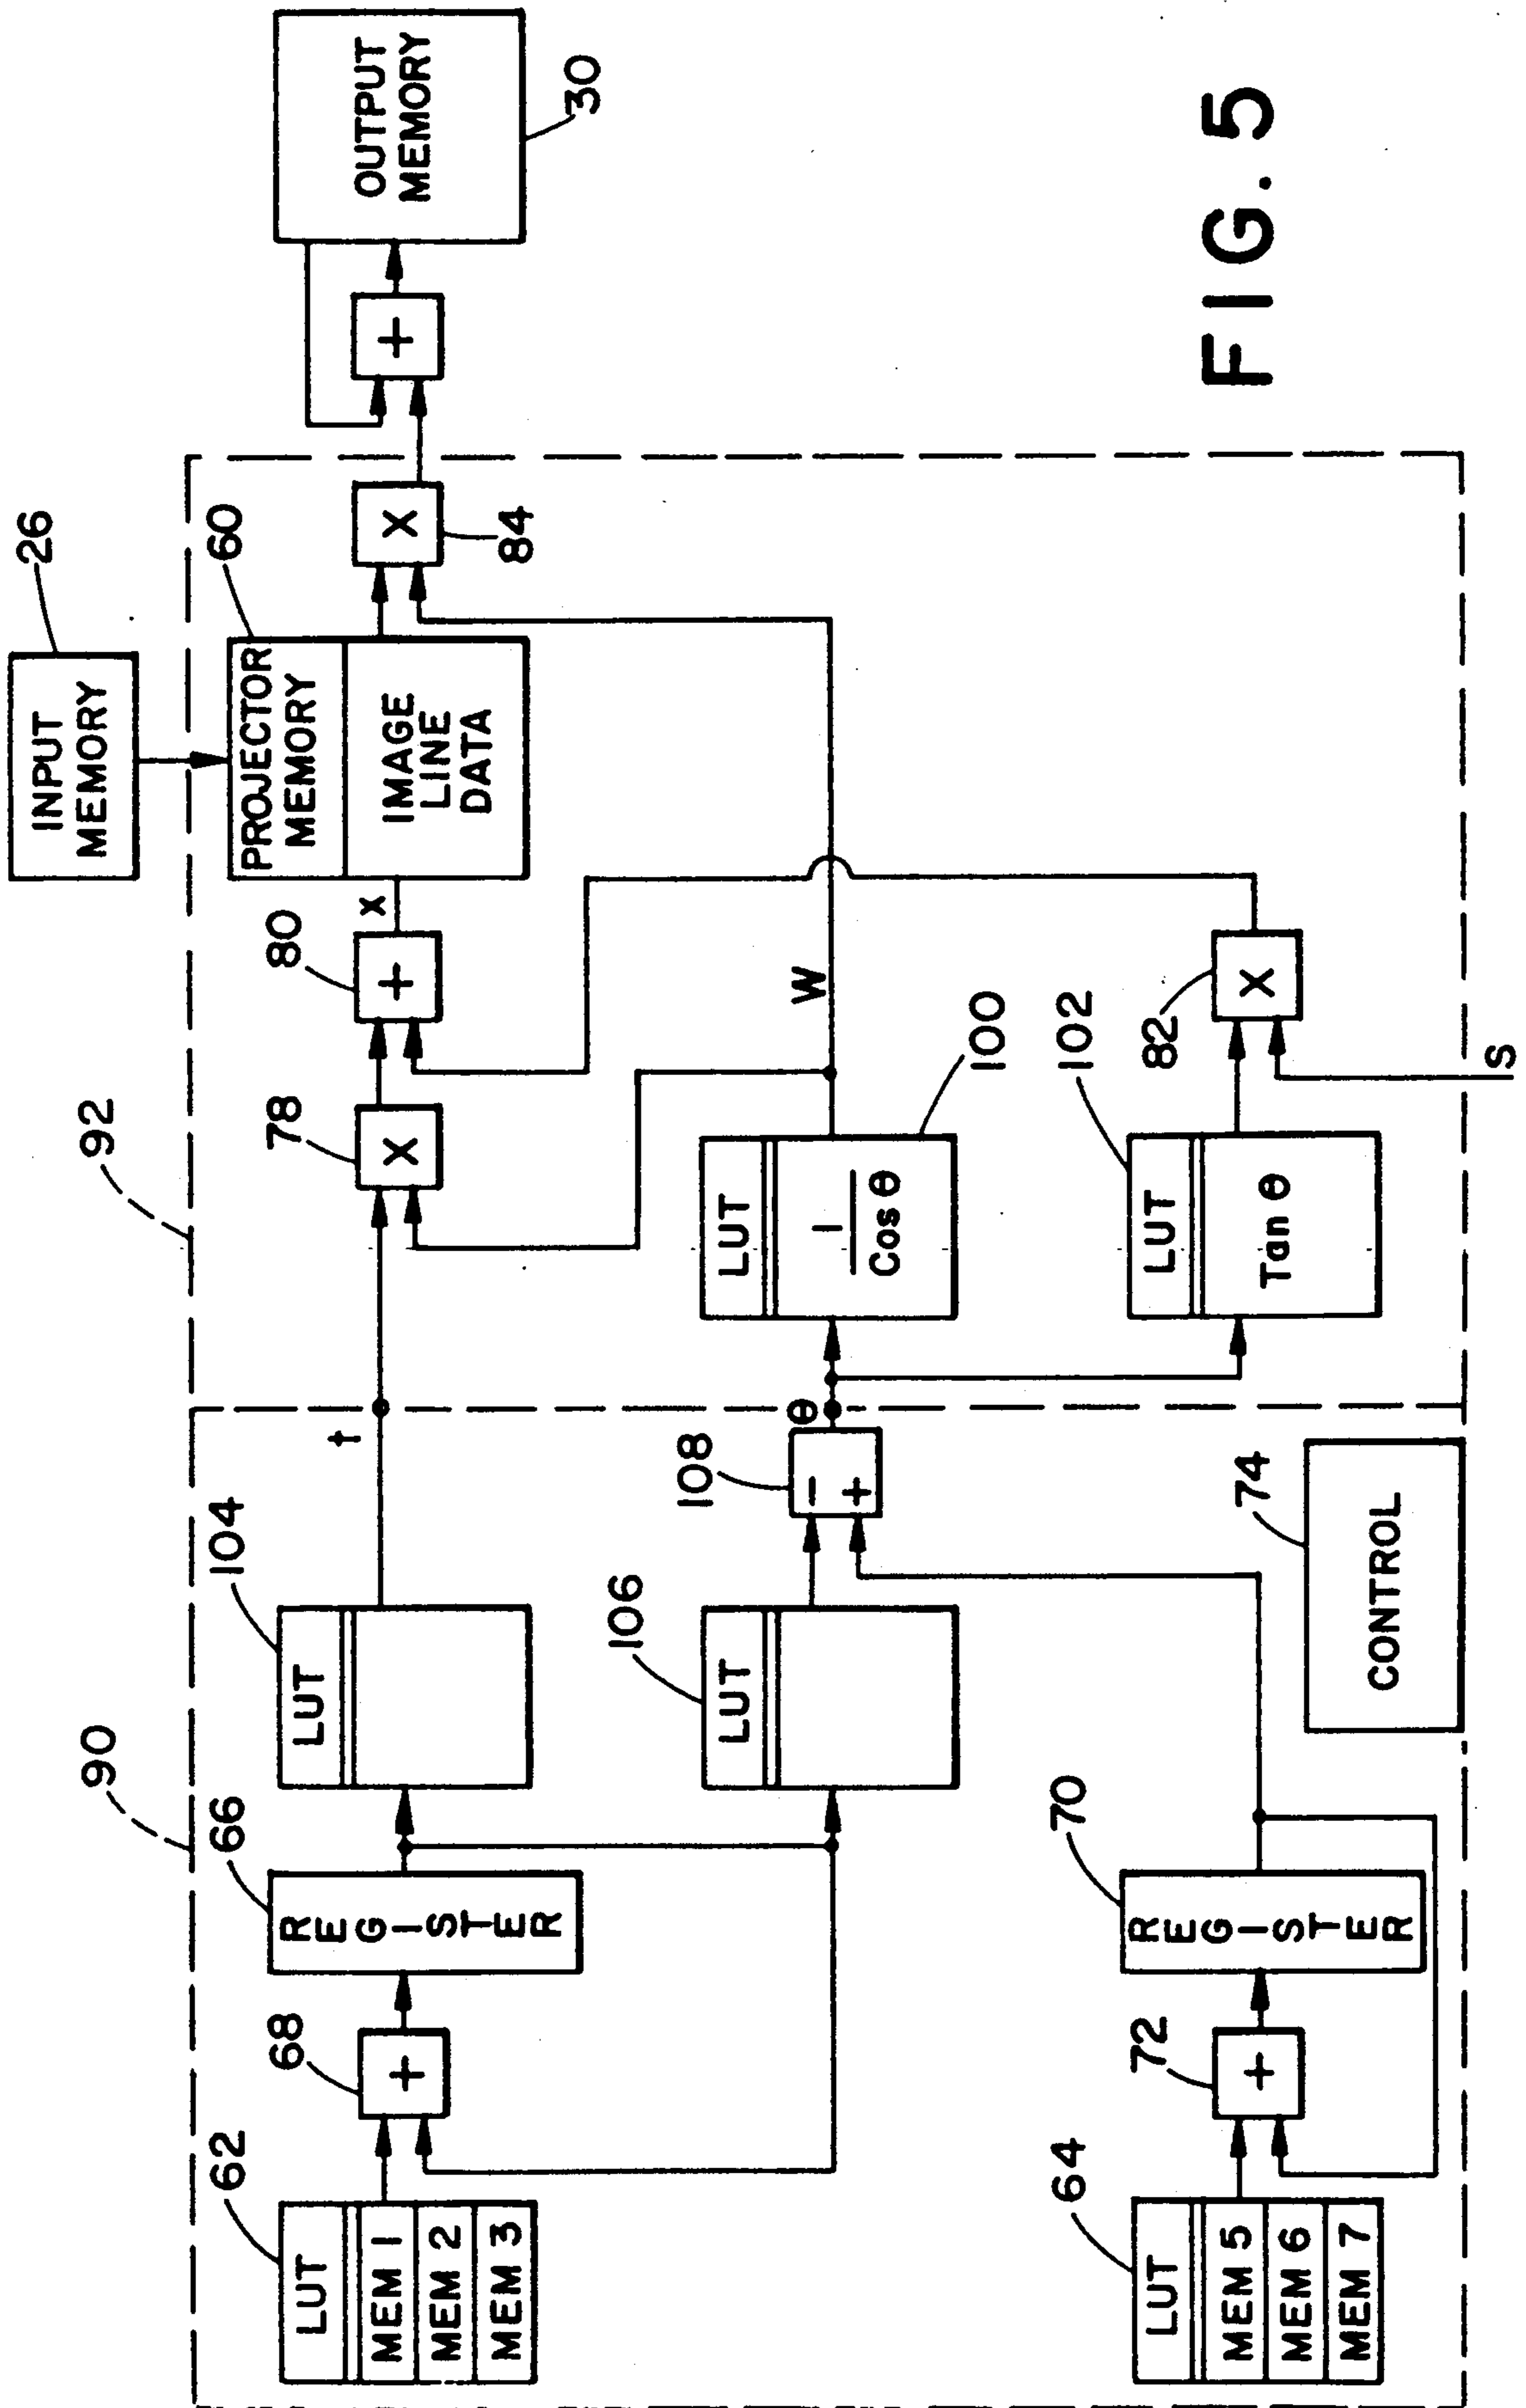 INPUT
MEMORY
26
92
90
PROJECTOR
MEMORY
IMAGE
LINE
DATA
60
OUTPUT
MEMORY
30
LUT
MEM 1
MEM 2
MEM 3
62
+
68
REGISTER
66
LUT
104
t
X
78
+
80
x
X
84
+
LUT
106
−
+
108
θ
LUT
1
Cos θ
100
W
LUT
MEM 5
MEM 6
MEM 7
64
+
72
REGISTER
70
CONTROL
74
LUT
Tan θ
102
X
82
S
FIG. 5